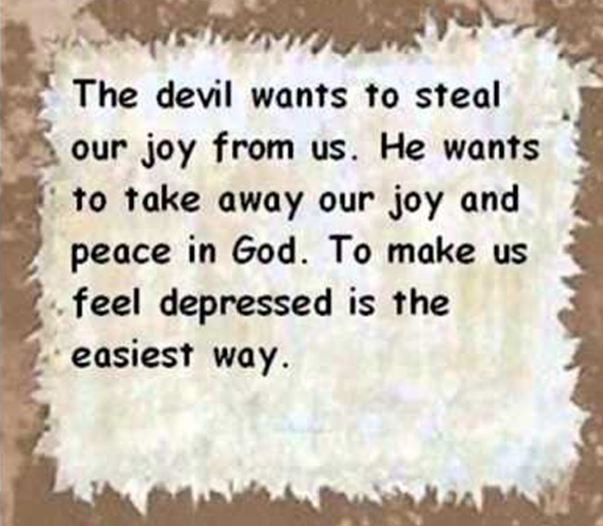 The devil wants to steal
our joy from us. He wants
to take away our joy and
peace in God. To make us
feel depressed is the
easiest way.